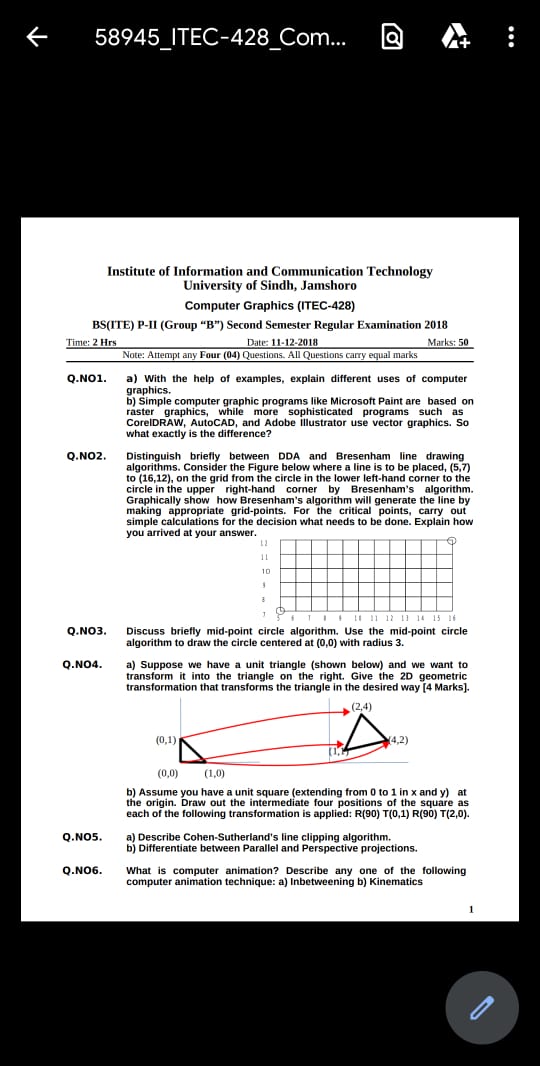 58945_ITEC-428_Com...
Institute of Information and Communication Technology
University of Sindh, Jamshoro
Computer Graphics (ITEC-428)
BS(ITE) P-II (Group “B”) Second Semester Regular Examination 2018
Time: 2 Hrs Date: 11-12-2018 Marks: 50
Note: Attempt any Four (04) Questions. All Questions carry equal marks
Q.NO1. a) With the help of examples, explain different uses of computer
graphics.
b) Simple computer graphic programs like Microsoft Paint are based on
raster graphics, while more sophisticated programs such as
CorelDRAW, AutoCAD, and Adobe Illustrator use vector graphics. So
what exactly is the difference?
Q.NO2. Distinguish briefly between DDA and Bresenham line drawing
algorithms. Consider the Figure below where a line is to be placed, (5,7)
to (16,12), on the grid from the circle in the lower left-hand corner to the
circle in the upper right-hand corner by Bresenham's algorithm.
Graphically show how Bresenham's algorithm will generate the line by
making appropriate grid-points. For the critical points, carry out
simple calculations for the decision what needs to be done. Explain how
you arrived at your answer.
12
11
10
9
8
7
5 6 7 8 9 10 11 12 13 14 15 16
Q.NO3. Discuss briefly mid-point circle algorithm. Use the mid-point circle
algorithm to draw the circle centered at (0,0) with radius 3.
Q.NO4. a) Suppose we have a unit triangle (shown below) and we want to
transform it into the triangle on the right. Give the 2D geometric
transformation that transforms the triangle in the desired way [4 Marks].
(2,4)
(0,1) (4,2)
(1,1)
(0,0) (1,0)
b) Assume you have a unit square (extending from 0 to 1 in x and y) at
the origin. Draw out the intermediate four positions of the square as
each of the following transformation is applied: R(90) T(0,1) R(90) T(2,0).
Q.NO5. a) Describe Cohen-Sutherland's line clipping algorithm.
b) Differentiate between Parallel and Perspective projections.
Q.NO6. What is computer animation? Describe any one of the following
computer animation technique: a) Inbetweening b) Kinematics
1